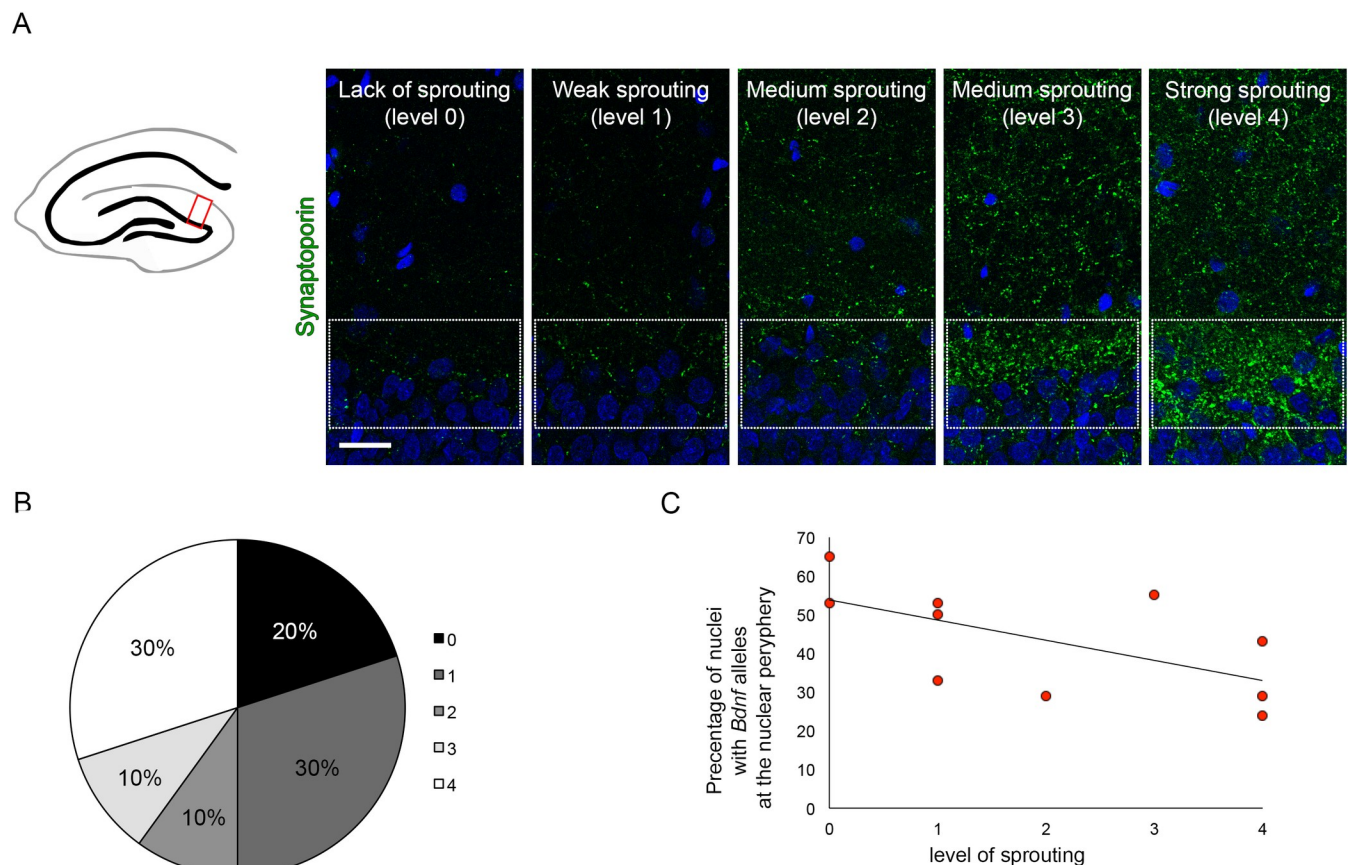 A
Lack of sprouting
(level 0)
Weak sprouting
(level 1)
Medium sprouting
(level 2)
Medium sprouting
(level 3)
Strong sprouting
(level 4)
Synaptoporin
B
20%
30%
10%
10%
30%
0
1
2
3
4
C
Precentage of nuclei
with Bdnf alleles
at the nuclear peryphery
70
60
50
40
30
20
10
0
0 1 2 3 4
level of sprouting